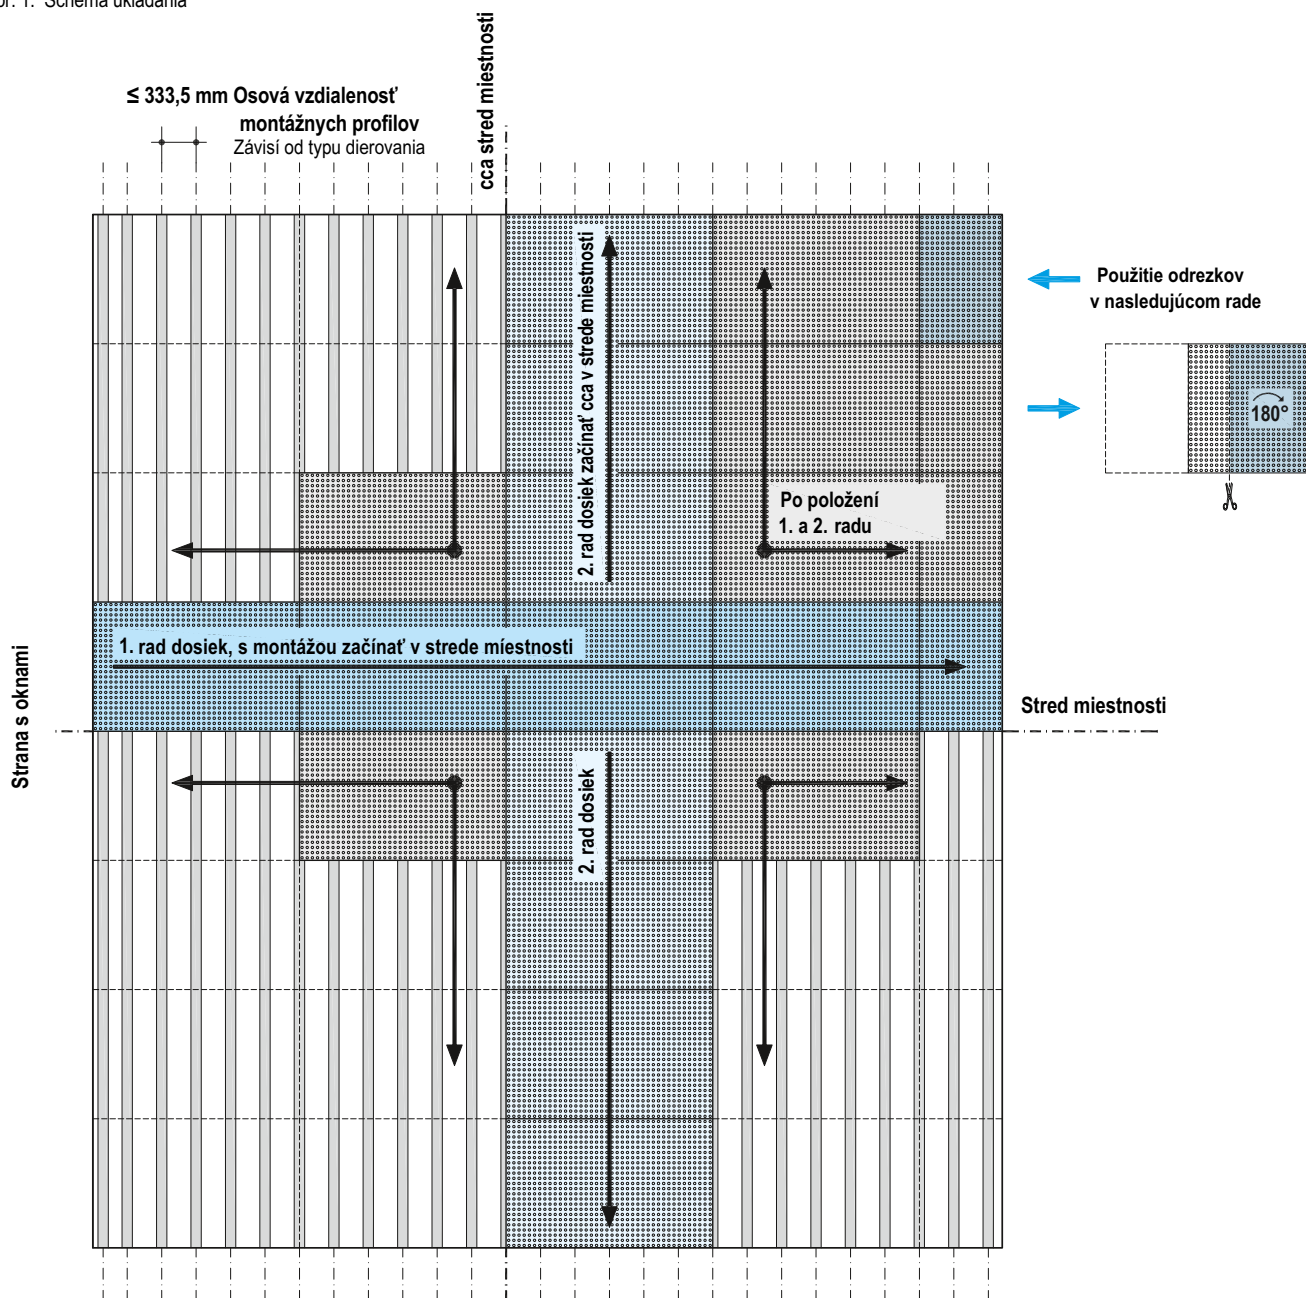 Schéma ukladania
≤ 333,5 mm Osová vzdialenosť
montážnych profilov
Závisí od typu dierovania
cca stred miestnosti
2. rad dosiek začínať cca v strede miestnosti
Použitie odrezkov
v nasledujúcom rade
180°
Po položení
1. a 2. radu
1. rad dosiek, s montážou začínať v strede miestnosti
Strana s oknami
Stred miestnosti
2. rad dosiek